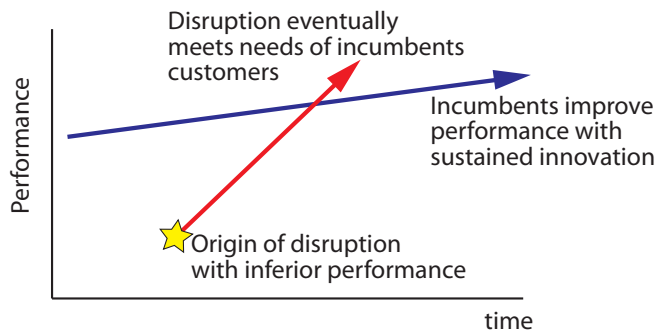 Disruption eventually
meets needs of incumbents
customers
Performance
Incumbents improve
performance with
sustained innovation
Origin of disruption
with inferior performance
time